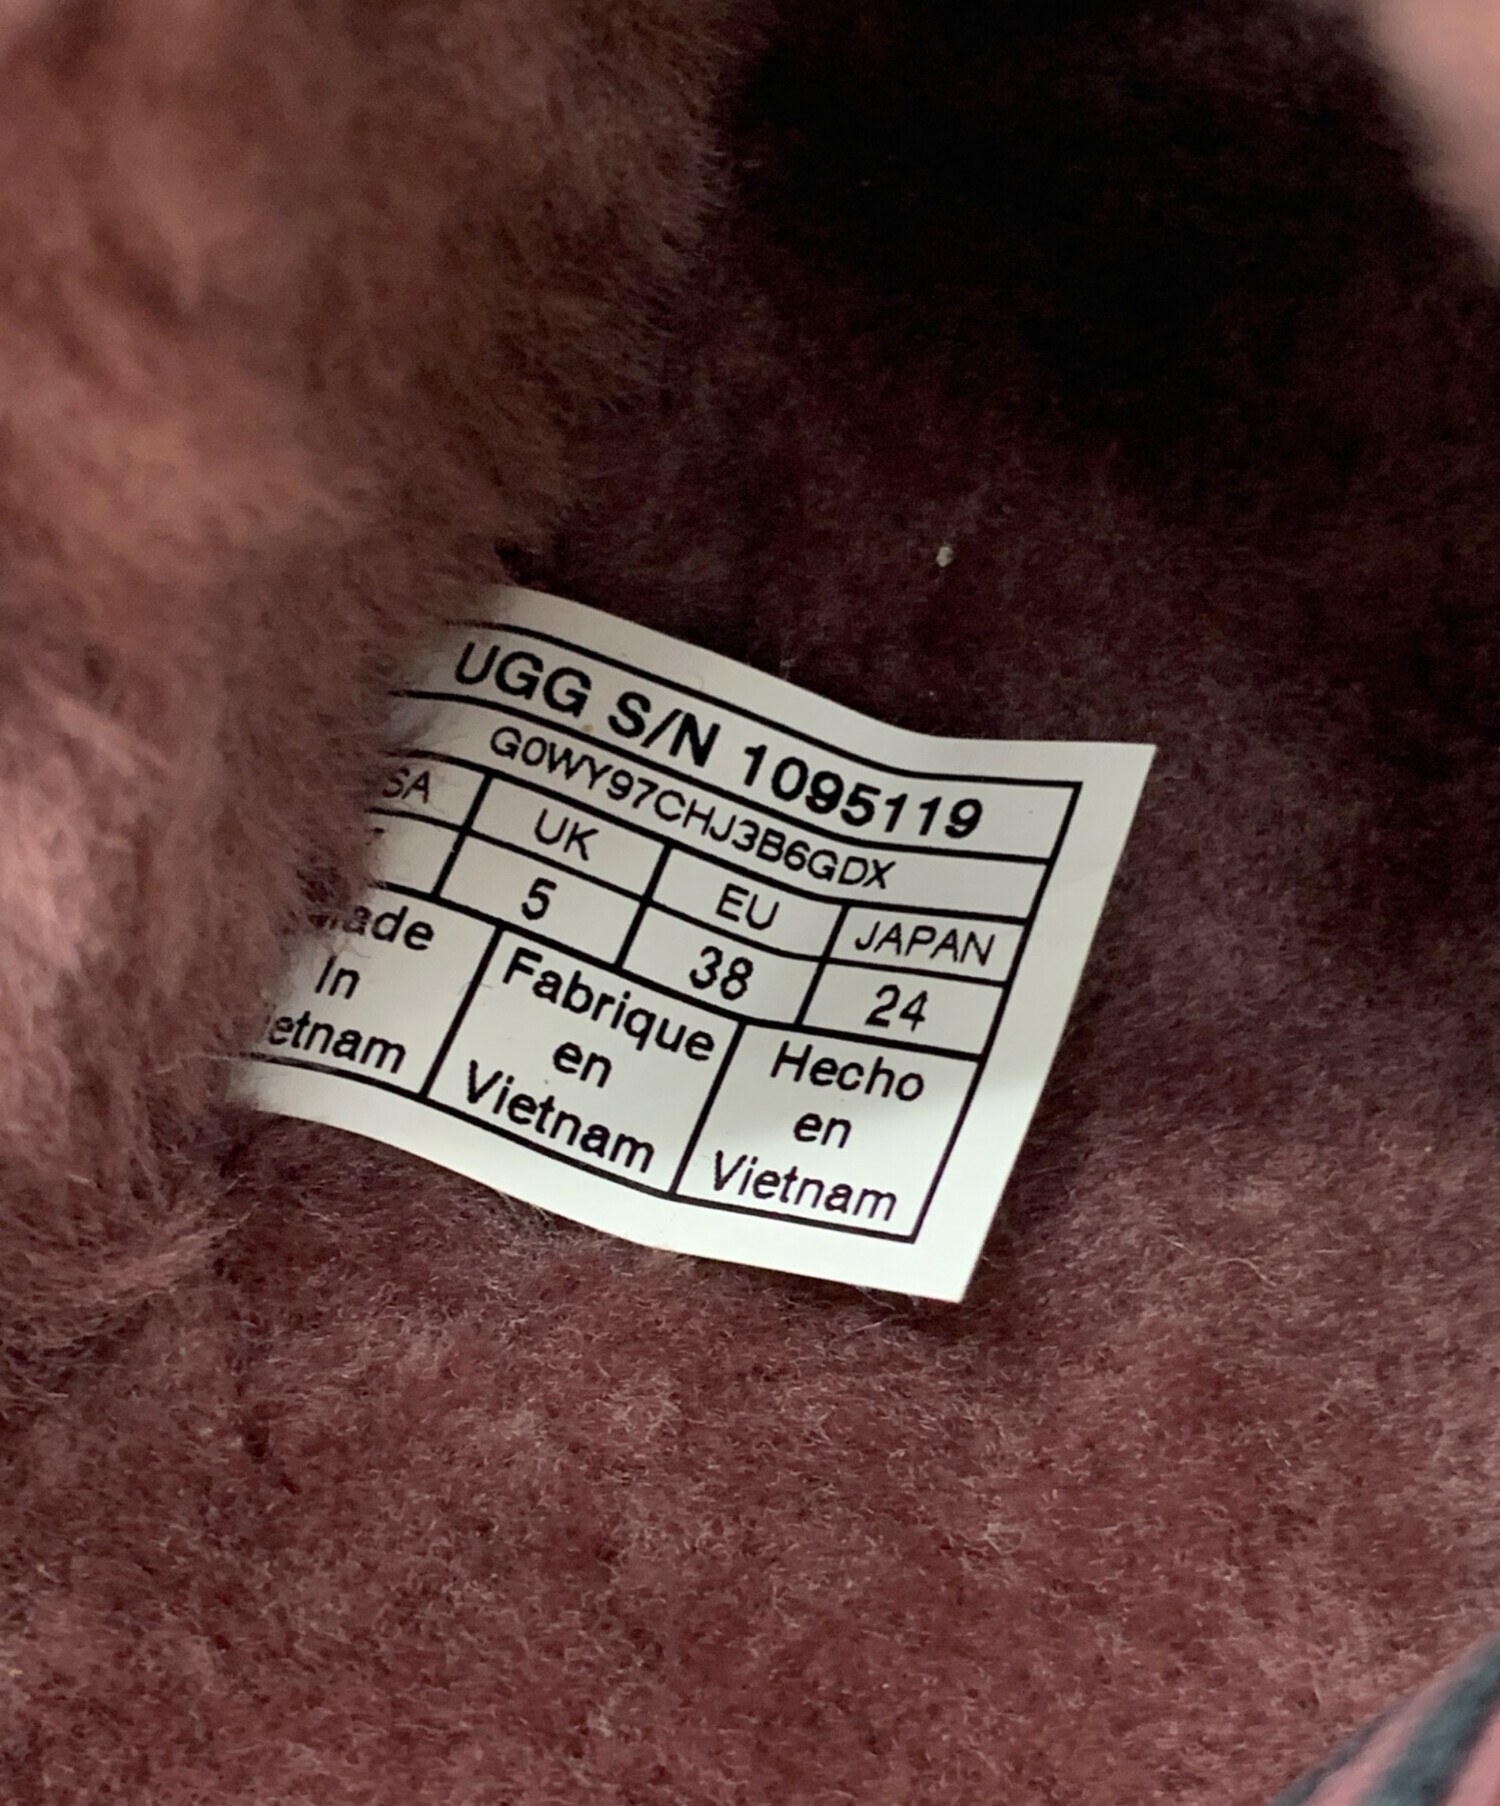 UGG S/N 1095119
G0WY97CHJ3B6GDX
UK EU JAPAN
5 38 24
In
Fabrique
en
Vietnam
Hecho
en
Vietnam